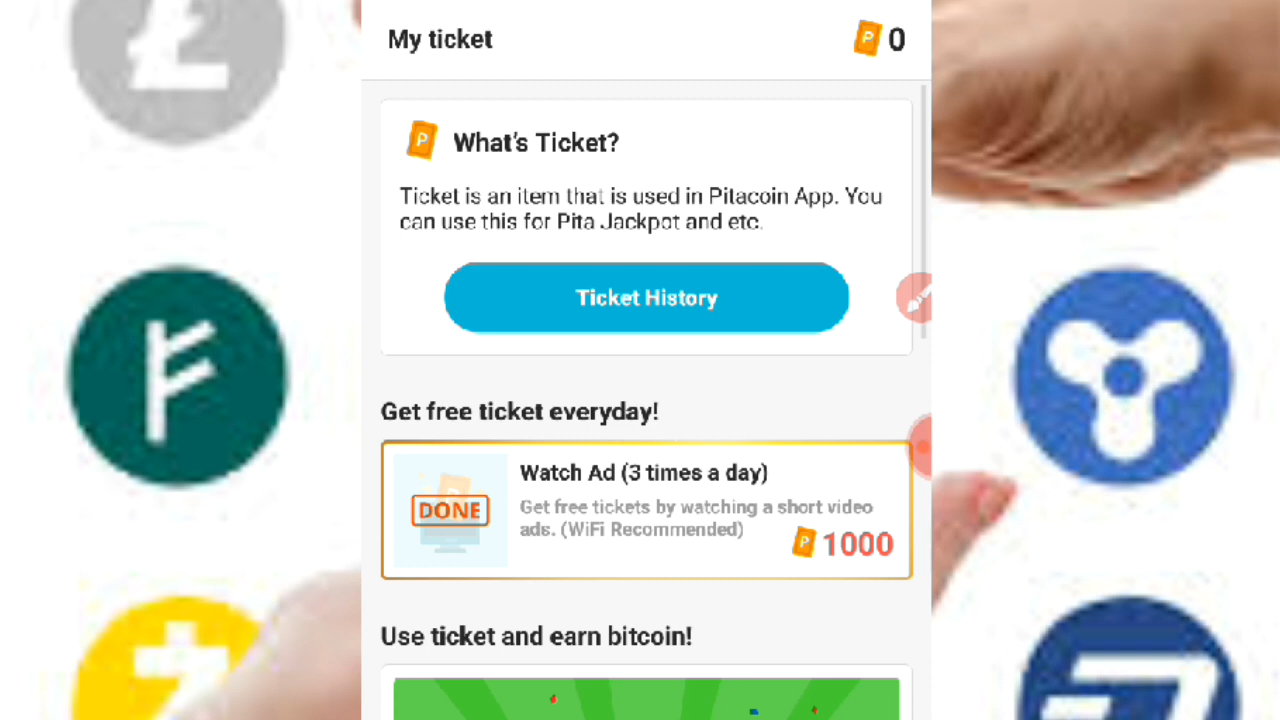 My ticket
0
What's Ticket?
Ticket is an item that is used in Pitacoin App. You
can use this for Pita Jackpot and etc.
Ticket History
Get free ticket everyday!
Watch Ad (3 times a day)
DONE
Get free tickets by watching a short video
ads. (WiFi Recommended)
P 1000
Use ticket and earn bitcoin!